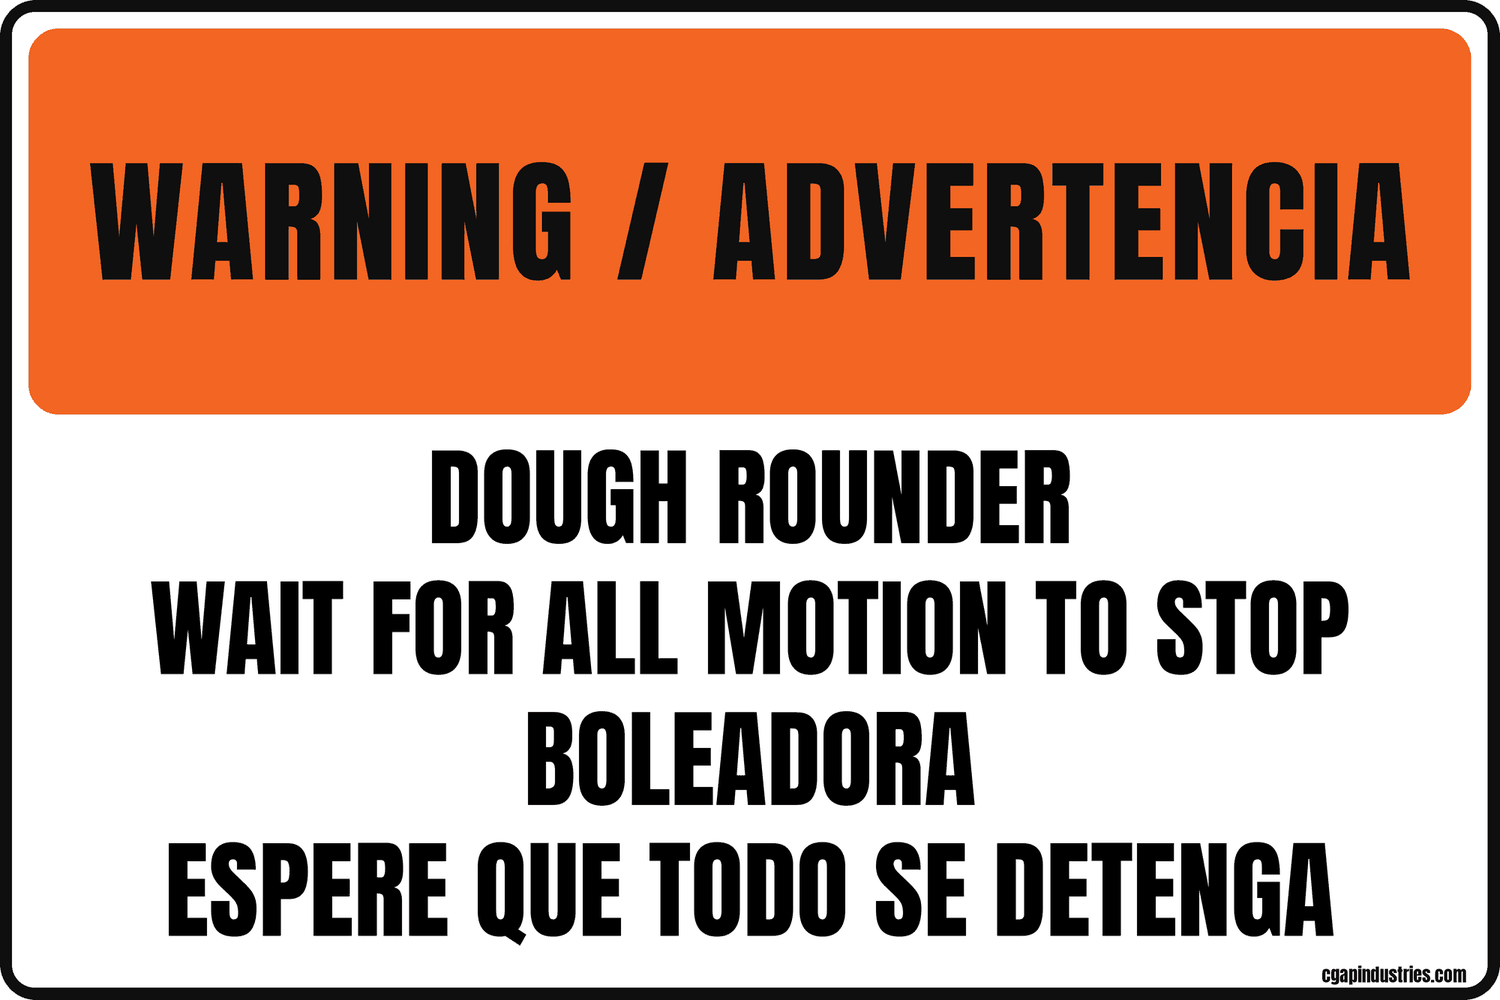 WARNING / ADVERTENCIA
DOUGH ROUNDER
WAIT FOR ALL MOTION TO STOP
BOLEADORA
ESPERE QUE TODO SE DETENGA
cgapindustries.com